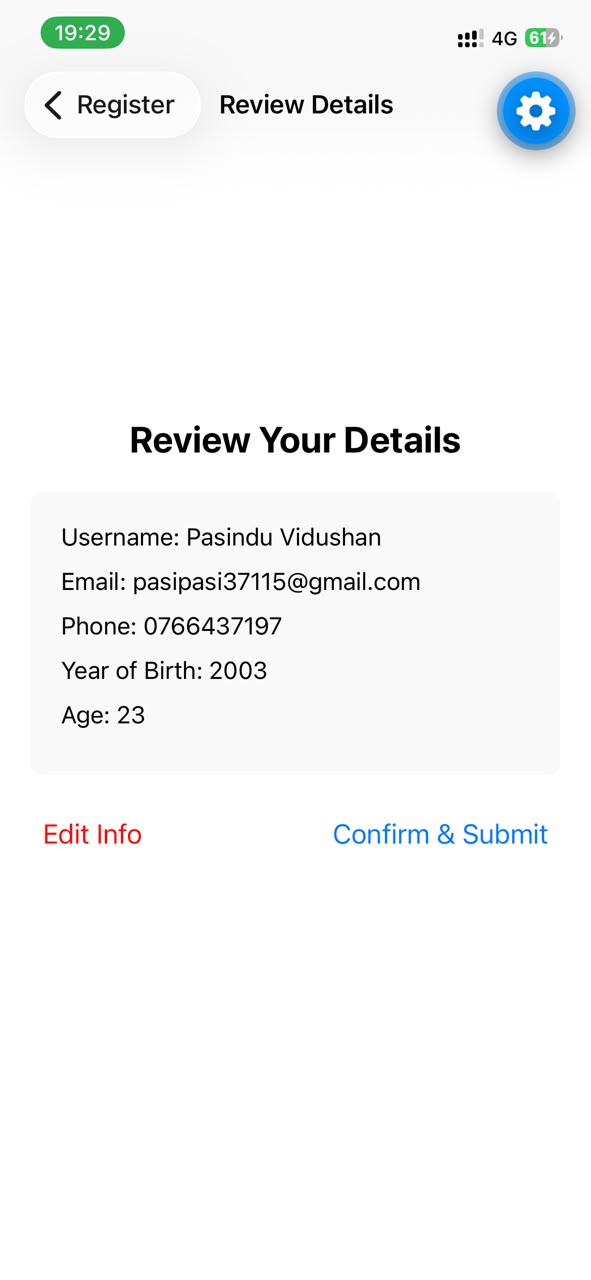 19:29
4G 61
Register Review Details
Review Your Details
Username: Pasindu Vidushan
Email: pasipasi37115@gmail.com
Phone: 0766437197
Year of Birth: 2003
Age: 23
Edit Info Confirm & Submit